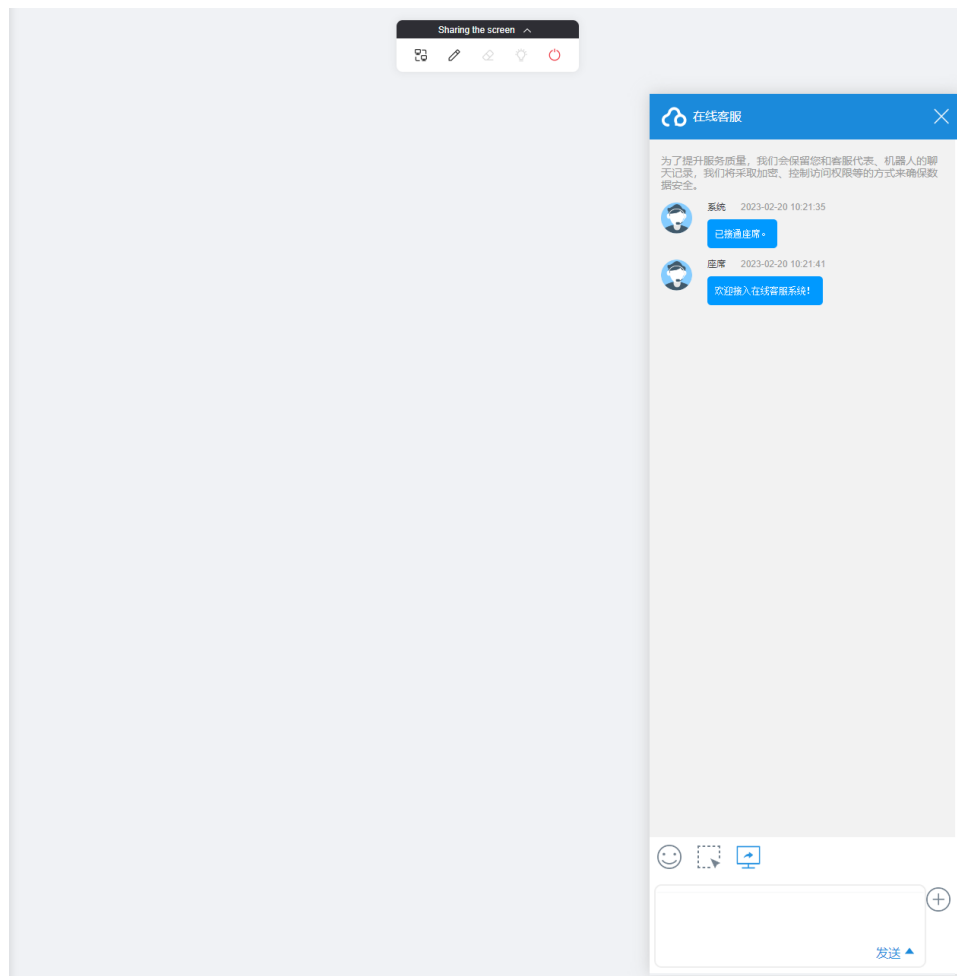 Sharing the screen
在线客服
为了提升服务质量，我们会保留您和客服代表、机器人的聊
天记录，我们将采取加密、控制访问权限等的方式来确保数
据安全。
系统 2023-02-20 10:21:35
已接通座席。
座席 2023-02-20 10:21:41
欢迎接入在线客服系统！
发送